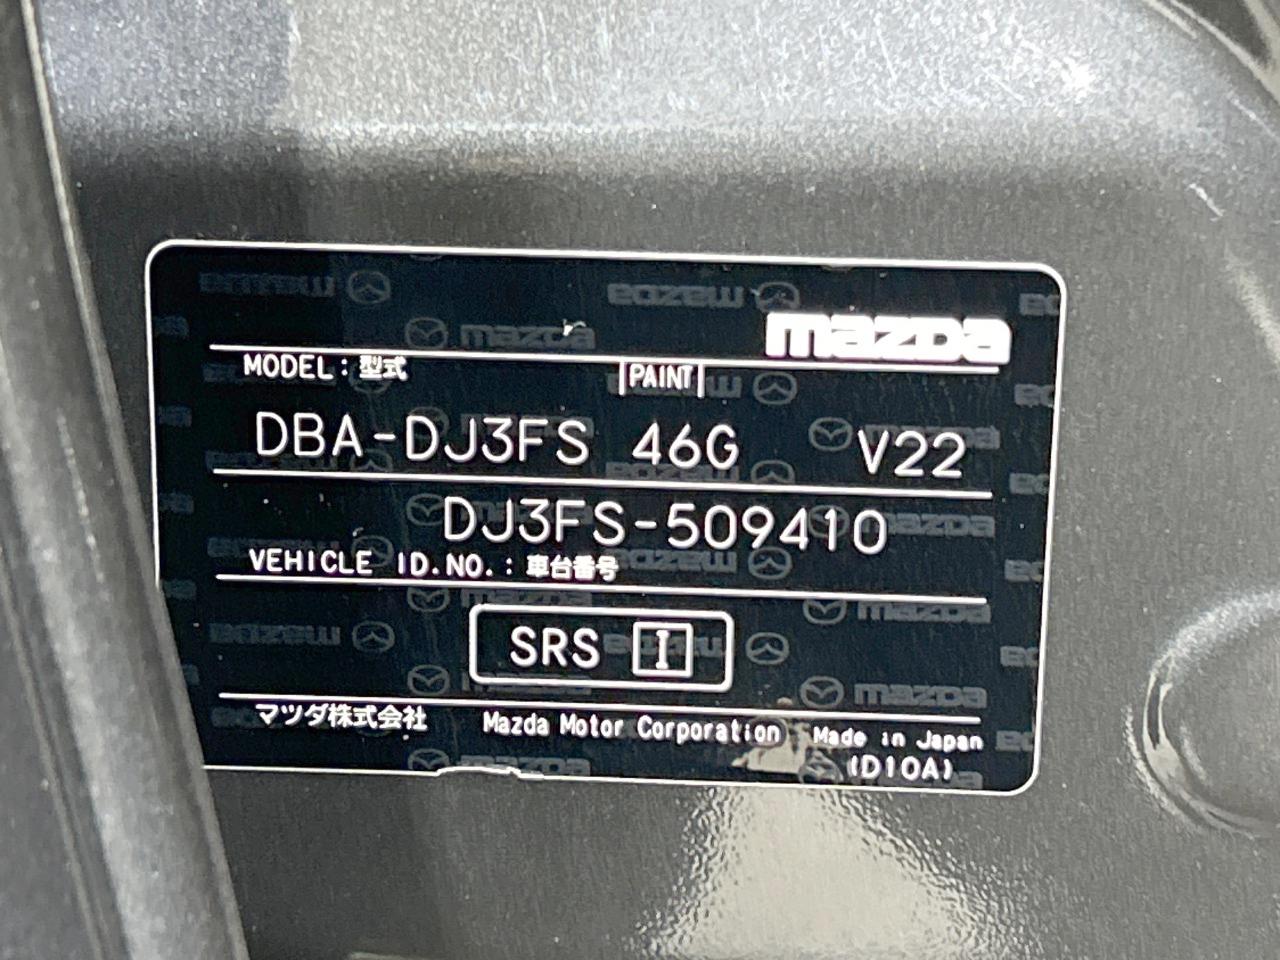 mazda
MODEL：型式 PAINT
DBA-DJ3FS 46G V22
DJ3FS-509410
VEHICLE ID.NO.：車台番号
SRS I
マツダ株式会社 Mazda Motor Corporation Made in Japan
(D10A)